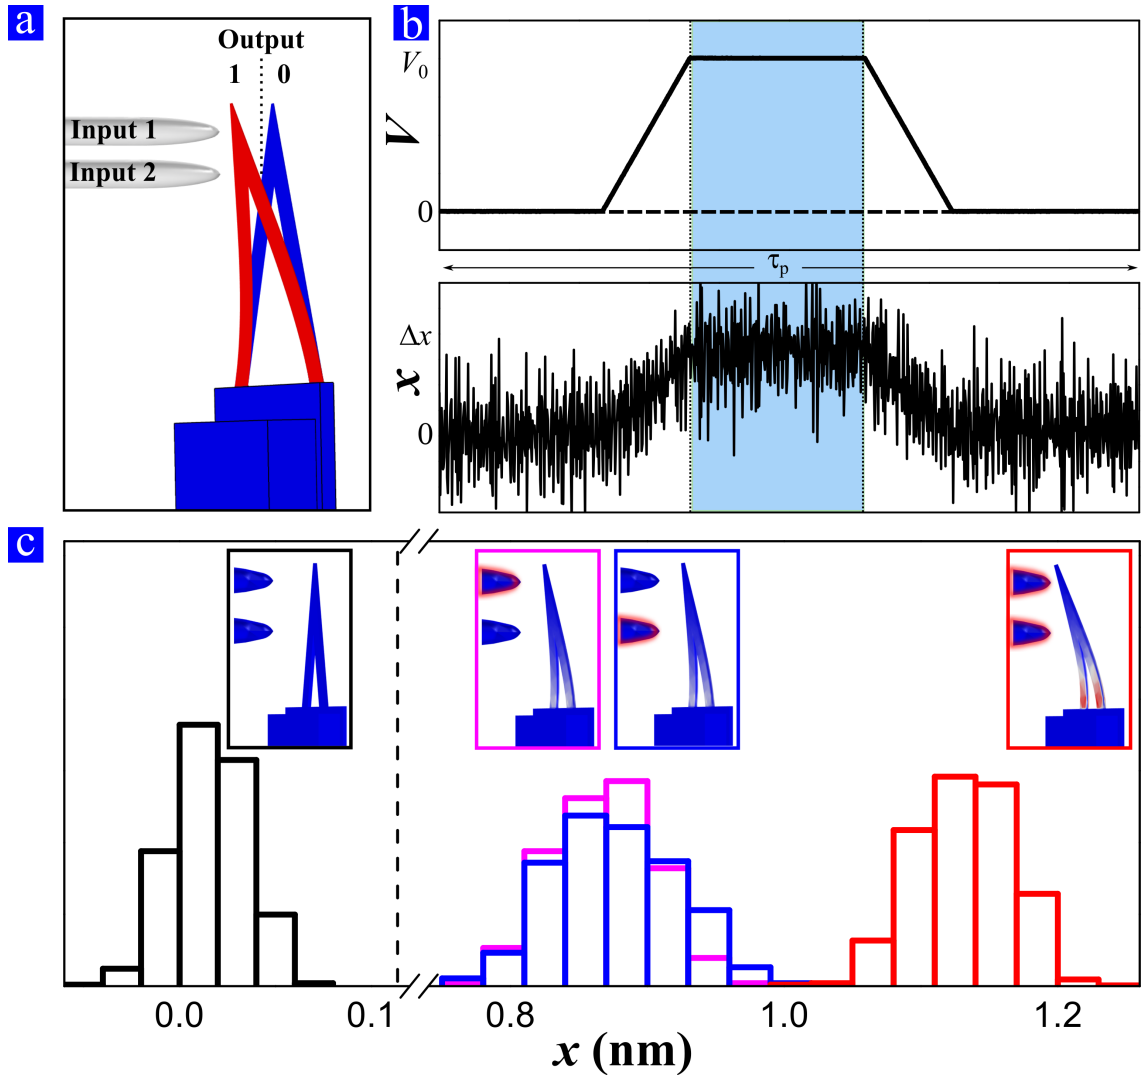 a
Output
1 0
Input 1
Input 2
b
V₀
V
0
τₚ
Δx
x
0
c
0.0 0.1 0.8 1.0 1.2
x (nm)